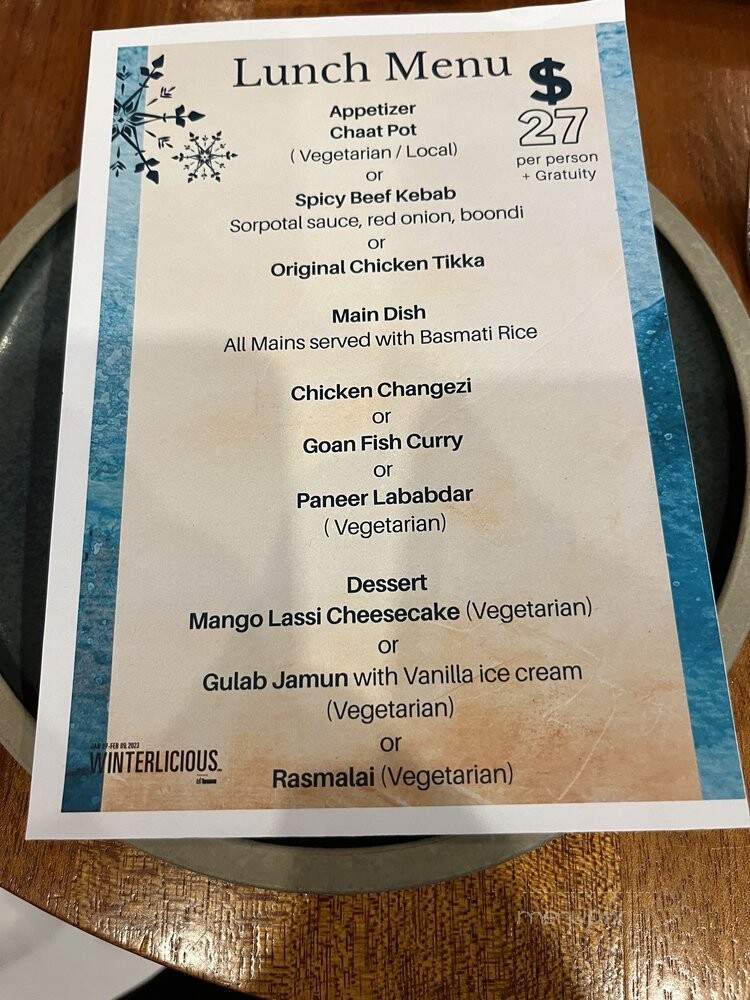 Lunch Menu
$
27
per person
+ Gratuity
Appetizer
Chaat Pot
( Vegetarian / Local)
or
Spicy Beef Kebab
Sorpotal sauce, red onion, boondi
or
Original Chicken Tikka
Main Dish
All Mains served with Basmati Rice
Chicken Changezi
or
Goan Fish Curry
or
Paneer Lababdar
( Vegetarian)
Dessert
Mango Lassi Cheesecake (Vegetarian)
or
Gulab Jamun with Vanilla ice cream
(Vegetarian)
or
Rasmalai (Vegetarian)
FEB 09, 2023
WINTERLICIOUS